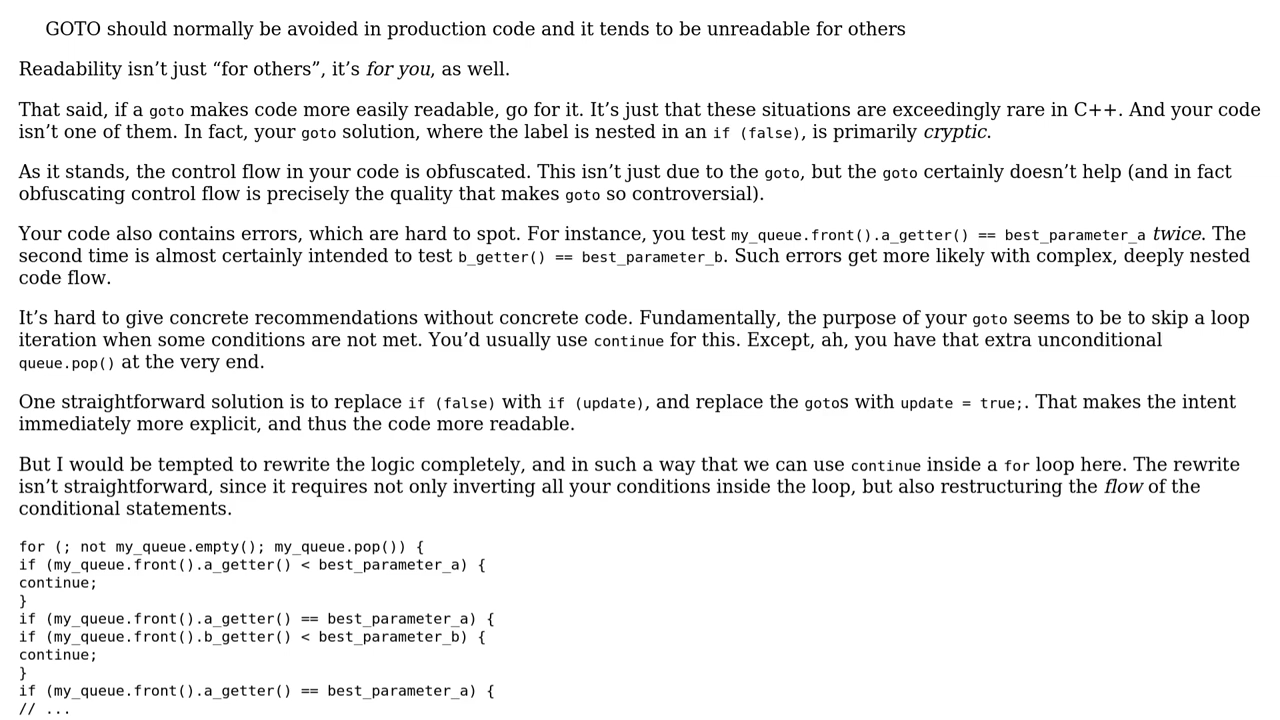 GOTO should normally be avoided in production code and it tends to be unreadable for others
Readability isn’t just “for others”, it’s for you, as well.
That said, if a goto makes code more easily readable, go for it. It’s just that these situations are exceedingly rare in C++. And your code
isn’t one of them. In fact, your goto solution, where the label is nested in an if (false), is primarily cryptic.
As it stands, the control flow in your code is obfuscated. This isn’t just due to the goto, but the goto certainly doesn’t help (and in fact
obfuscating control flow is precisely the quality that makes goto so controversial).
Your code also contains errors, which are hard to spot. For instance, you test my_queue.front().a_getter() == best_parameter_a twice. The
second time is almost certainly intended to test b_getter() == best_parameter_b. Such errors get more likely with complex, deeply nested
code flow.
It’s hard to give concrete recommendations without concrete code. Fundamentally, the purpose of your goto seems to be to skip a loop
iteration when some conditions are not met. You’d usually use continue for this. Except, ah, you have that extra unconditional
queue.pop() at the very end.
One straightforward solution is to replace if (false) with if (update), and replace the gotos with update = true;. That makes the intent
immediately more explicit, and thus the code more readable.
But I would be tempted to rewrite the logic completely, and in such a way that we can use continue inside a for loop here. The rewrite
isn’t straightforward, since it requires not only inverting all your conditions inside the loop, but also restructuring the flow of the
conditional statements.
for (; not my_queue.empty(); my_queue.pop()) {
if (my_queue.front().a_getter() < best_parameter_a) {
continue;
}
if (my_queue.front().a_getter() == best_parameter_a) {
if (my_queue.front().b_getter() < best_parameter_b) {
continue;
}
if (my_queue.front().a_getter() == best_parameter_a) {
// ...